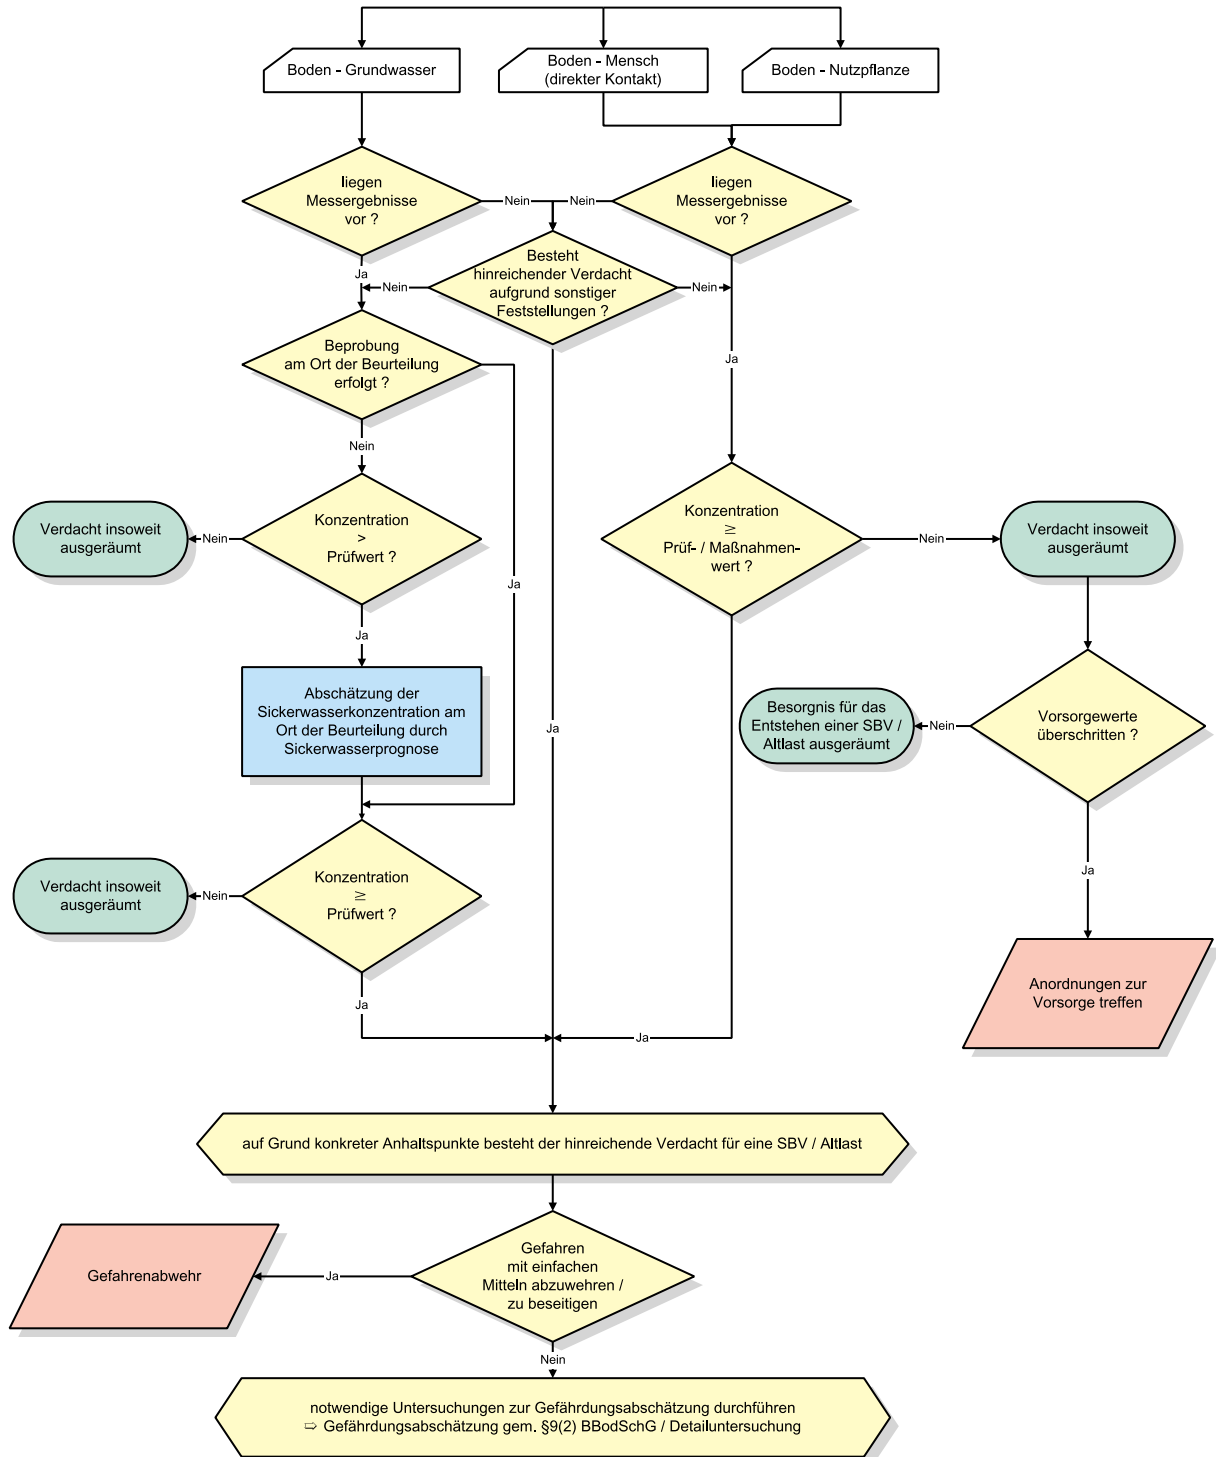 Boden - Grundwasser
Boden - Mensch
(direkter Kontakt)
Boden - Nutzpflanze
liegen
Messergebnisse
vor ?
Nein
Nein
liegen
Messergebnisse
vor ?
Besteht
hinreichender Verdacht
aufgrund sonstiger
Feststellungen ?
Ja
Nein
Nein
Beprobung
am Ort der Beurteilung
erfolgt ?
Ja
Nein
Verdacht insoweit
ausgeräumt
Nein
Konzentration
>
Prüfwert ?
Ja
Konzentration
≥
Prüf- / Maßnahmen-
wert ?
Nein
Verdacht insoweit
ausgeräumt
Ja
Abschätzung der
Sickerwasserkonzentration am
Ort der Beurteilung durch
Sickerwasserprognose
Ja
Besorgnis für das
Entstehen einer SBV /
Altlast ausgeräumt
Nein
Vorsorgewerte
überschritten ?
Verdacht insoweit
ausgeräumt
Nein
Konzentration
≥
Prüfwert ?
Ja
Ja
Ja
Anordnungen zur
Vorsorge treffen
auf Grund konkreter Anhaltspunkte besteht der hinreichende Verdacht für eine SBV / Altlast
Gefahrenabwehr
Ja
Gefahren
mit einfachen
Mitteln abzuwehren /
zu beseitigen
Nein
notwendige Untersuchungen zur Gefährdungsabschätzung durchführen
⇨ Gefährdungsabschätzung gem. §9(2) BBodSchG / Detailuntersuchung